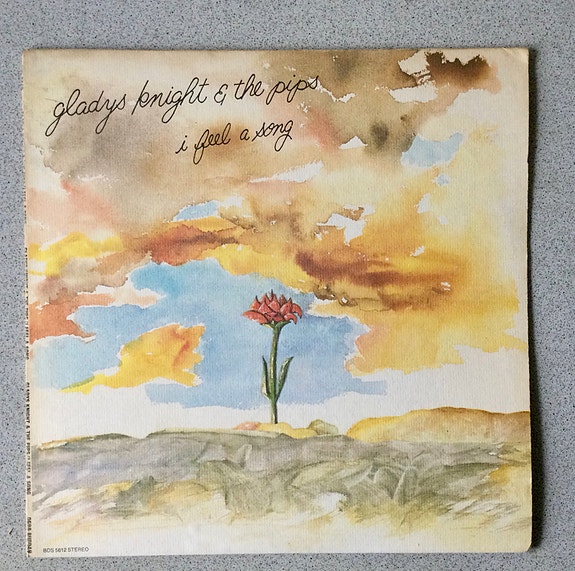 gladys knight & the pips
i feel a song
BDS 5612 STEREO